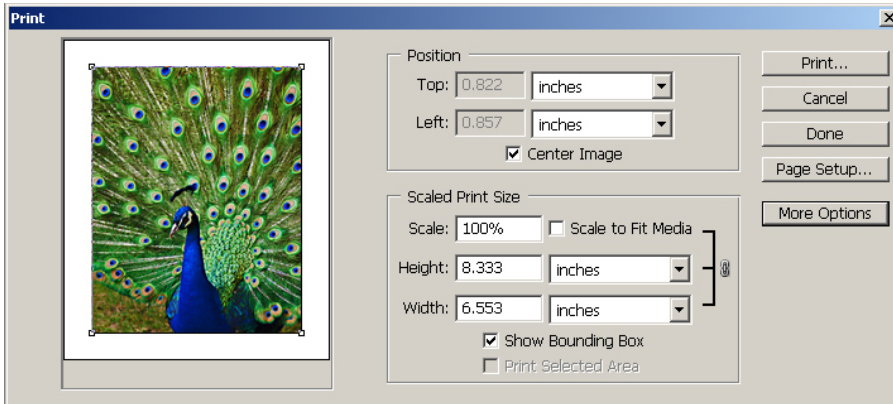 Print
Position
Top: 0.822 inches
Left: 0.857 inches
Center Image
Scaled Print Size
Scale: 100% Scale to Fit Media
Height: 8.333 inches
Width: 6.553 inches
Show Bounding Box
Print Selected Area
Print...
Cancel
Done
Page Setup...
More Options